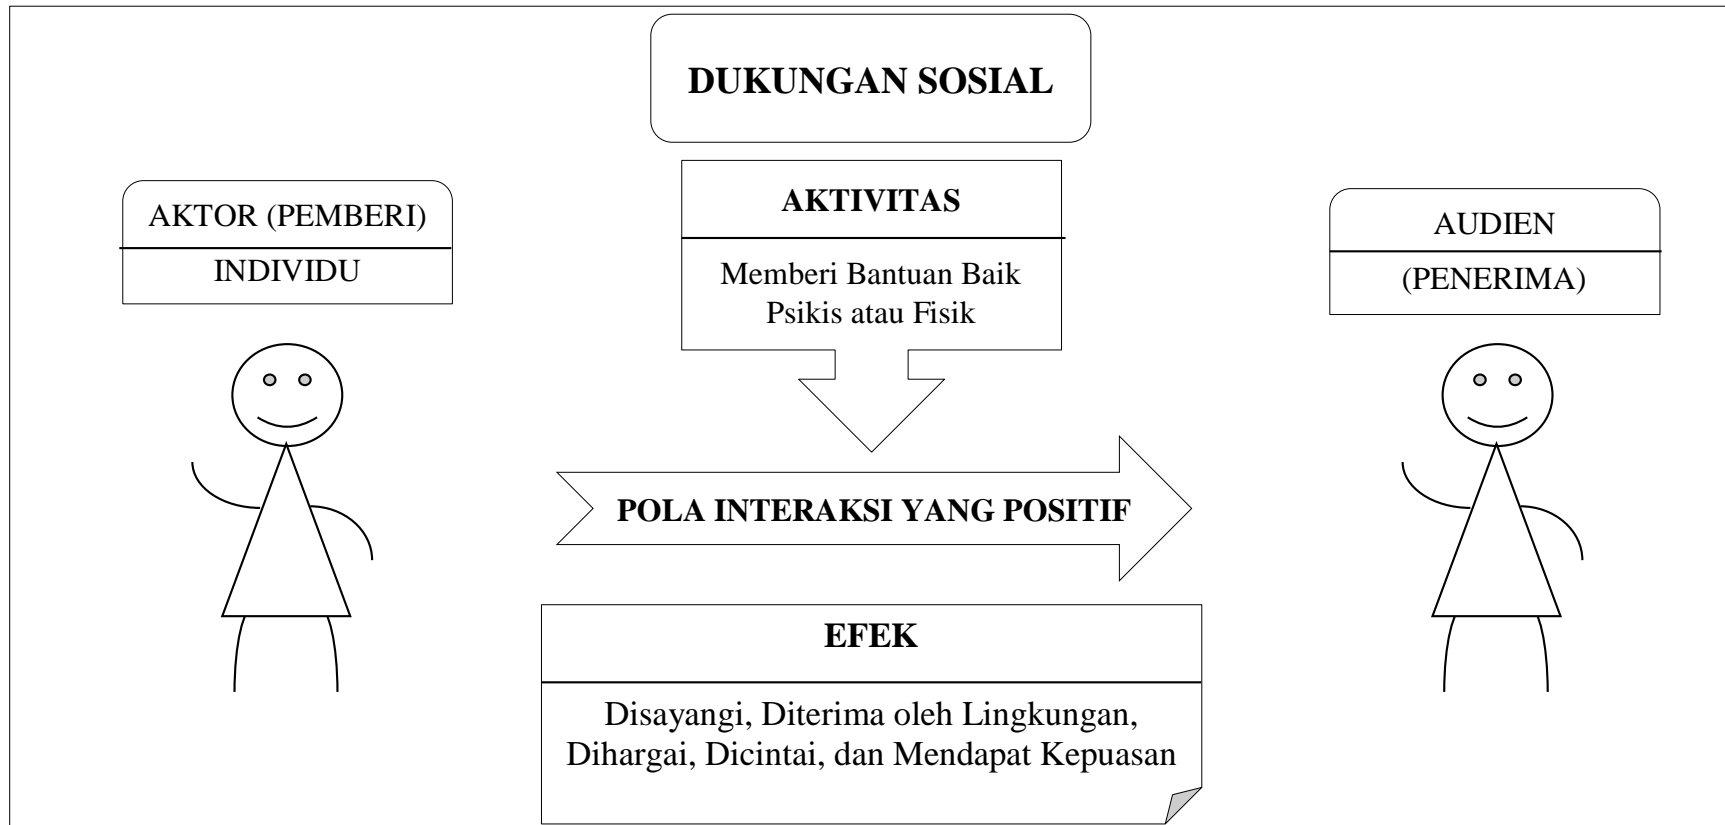 DUKUNGAN SOSIAL
AKTOR (PEMBERI)
INDIVIDU
AKTIVITAS
Memberi Bantuan Baik
Psikis atau Fisik
AUDIEN
(PENERIMA)
POLA INTERAKSI YANG POSITIF
EFEK
Disayangi, Diterima oleh Lingkungan,
Dihargai, Dicintai, dan Mendapat Kepuasan